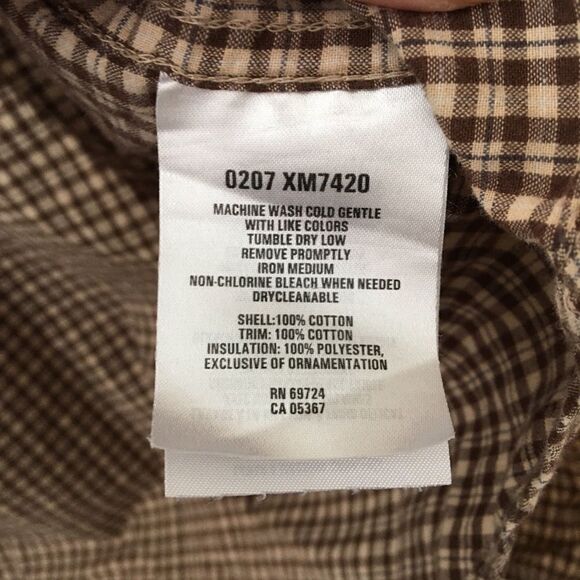 0207 XM7420
MACHINE WASH COLD GENTLE
WITH LIKE COLORS
TUMBLE DRY LOW
REMOVE PROMPTLY
IRON MEDIUM
NON-CHLORINE BLEACH WHEN NEEDED
DRYCLEANABLE
SHELL:100% COTTON
TRIM: 100% COTTON
INSULATION: 100% POLYESTER,
EXCLUSIVE OF ORNAMENTATION
RN 69724
CA 05367